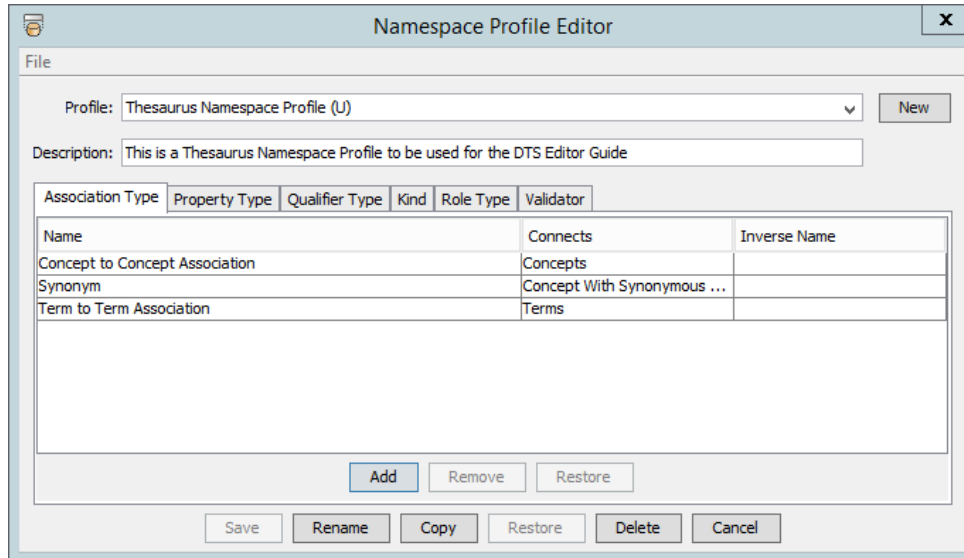 Namespace Profile Editor x
File
Profile: Thesaurus Namespace Profile (U) New
Description: This is a Thesaurus Namespace Profile to be used for the DTS Editor Guide
Association Type Property Type Qualifier Type Kind Role Type Validator
Name Connects Inverse Name
Concept to Concept Association Concepts
Synonym Concept With Synonymous ...
Term to Term Association Terms
Add Remove Restore
Save Rename Copy Restore Delete Cancel